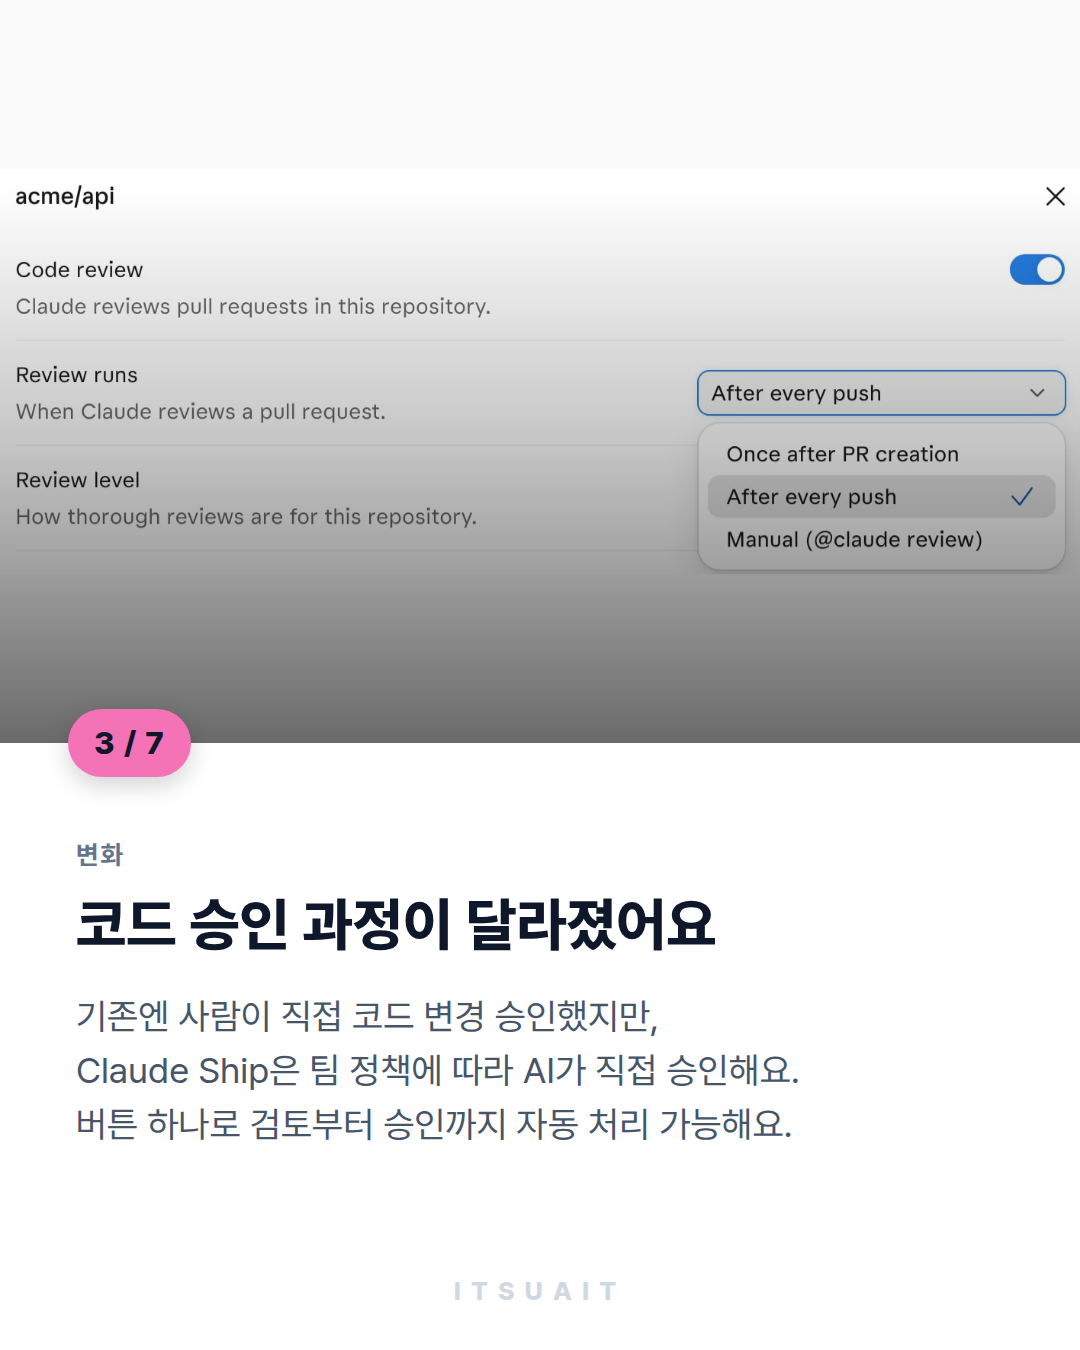 acme/api
Code review
Claude reviews pull requests in this repository.
Review runs
When Claude reviews a pull request.
After every push
Once after PR creation
After every push
Manual (@claude review)
Review level
How thorough reviews are for this repository.
3 / 7
변화
코드 승인 과정이 달라졌어요
기존엔 사람이 직접 코드 변경 승인했지만,
Claude Ship은 팀 정책에 따라 AI가 직접 승인해요.
버튼 하나로 검토부터 승인까지 자동 처리 가능해요.
ITSUAIT